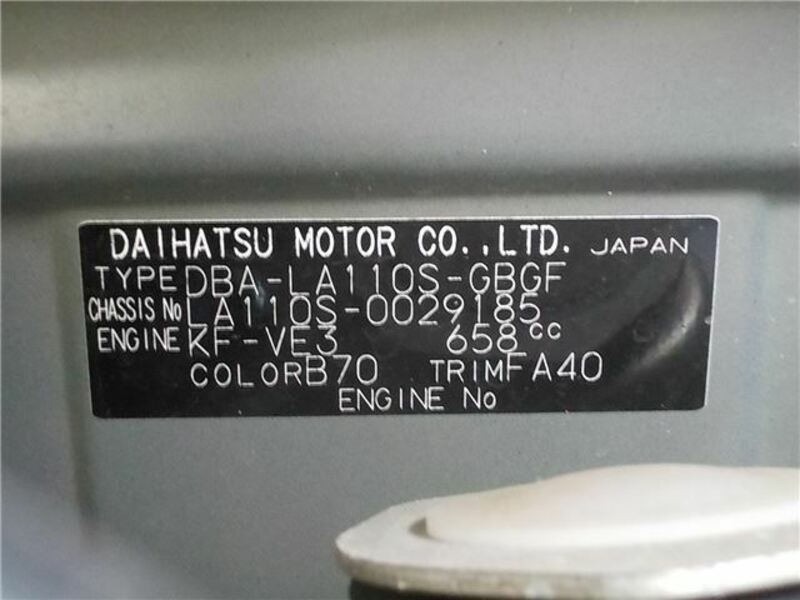 DAIHATSU MOTOR CO.,LTD. JAPAN
TYPE DBA-LA110S-GBGF
CHASSIS No LA110S-0029185
ENGINE KF-VE3 658cc
COLOR B70 TRIM FA40
ENGINE No